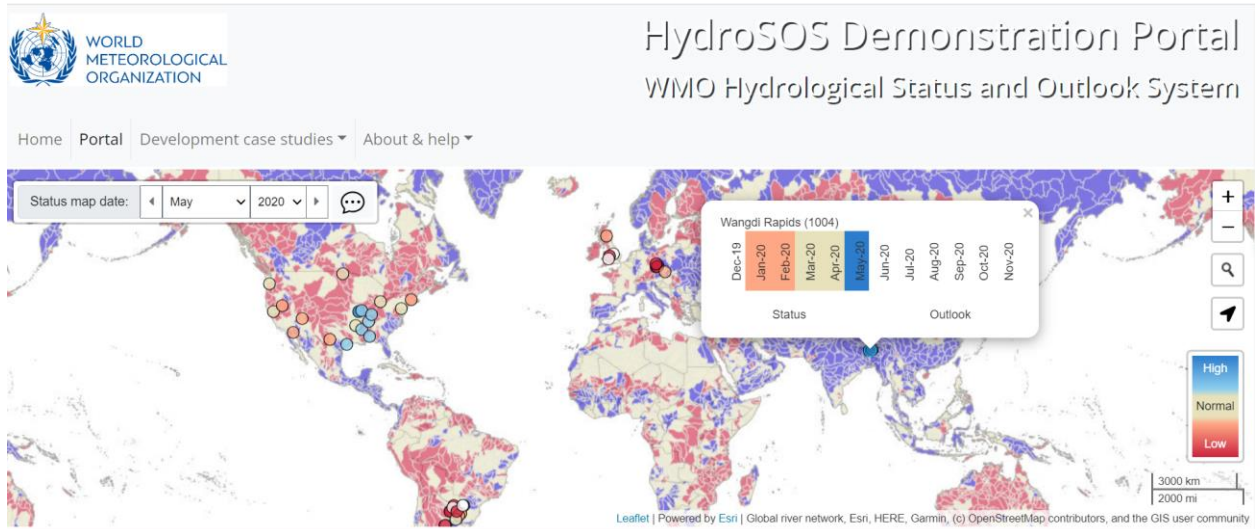 WORLD
METEOROLOGICAL
ORGANIZATION
HydroSOS Demonstration Portal
WMO Hydrological Status and Outlook System
Home Portal Development case studies About & help
Status map date: May 2020
Wangdi Rapids (1004)
Dec-19 Jan-20 Feb-20 Mar-20 Apr-20 May-20 Jun-20 Jul-20 Aug-20 Sep-20 Oct-20 Nov-20
Status Outlook
High
Normal
Low
3000 km
2000 mi
Leaflet | Powered by Esri | Global river network, Esri, HERE, Garmin, (c) OpenStreetMap contributors, and the GIS user community